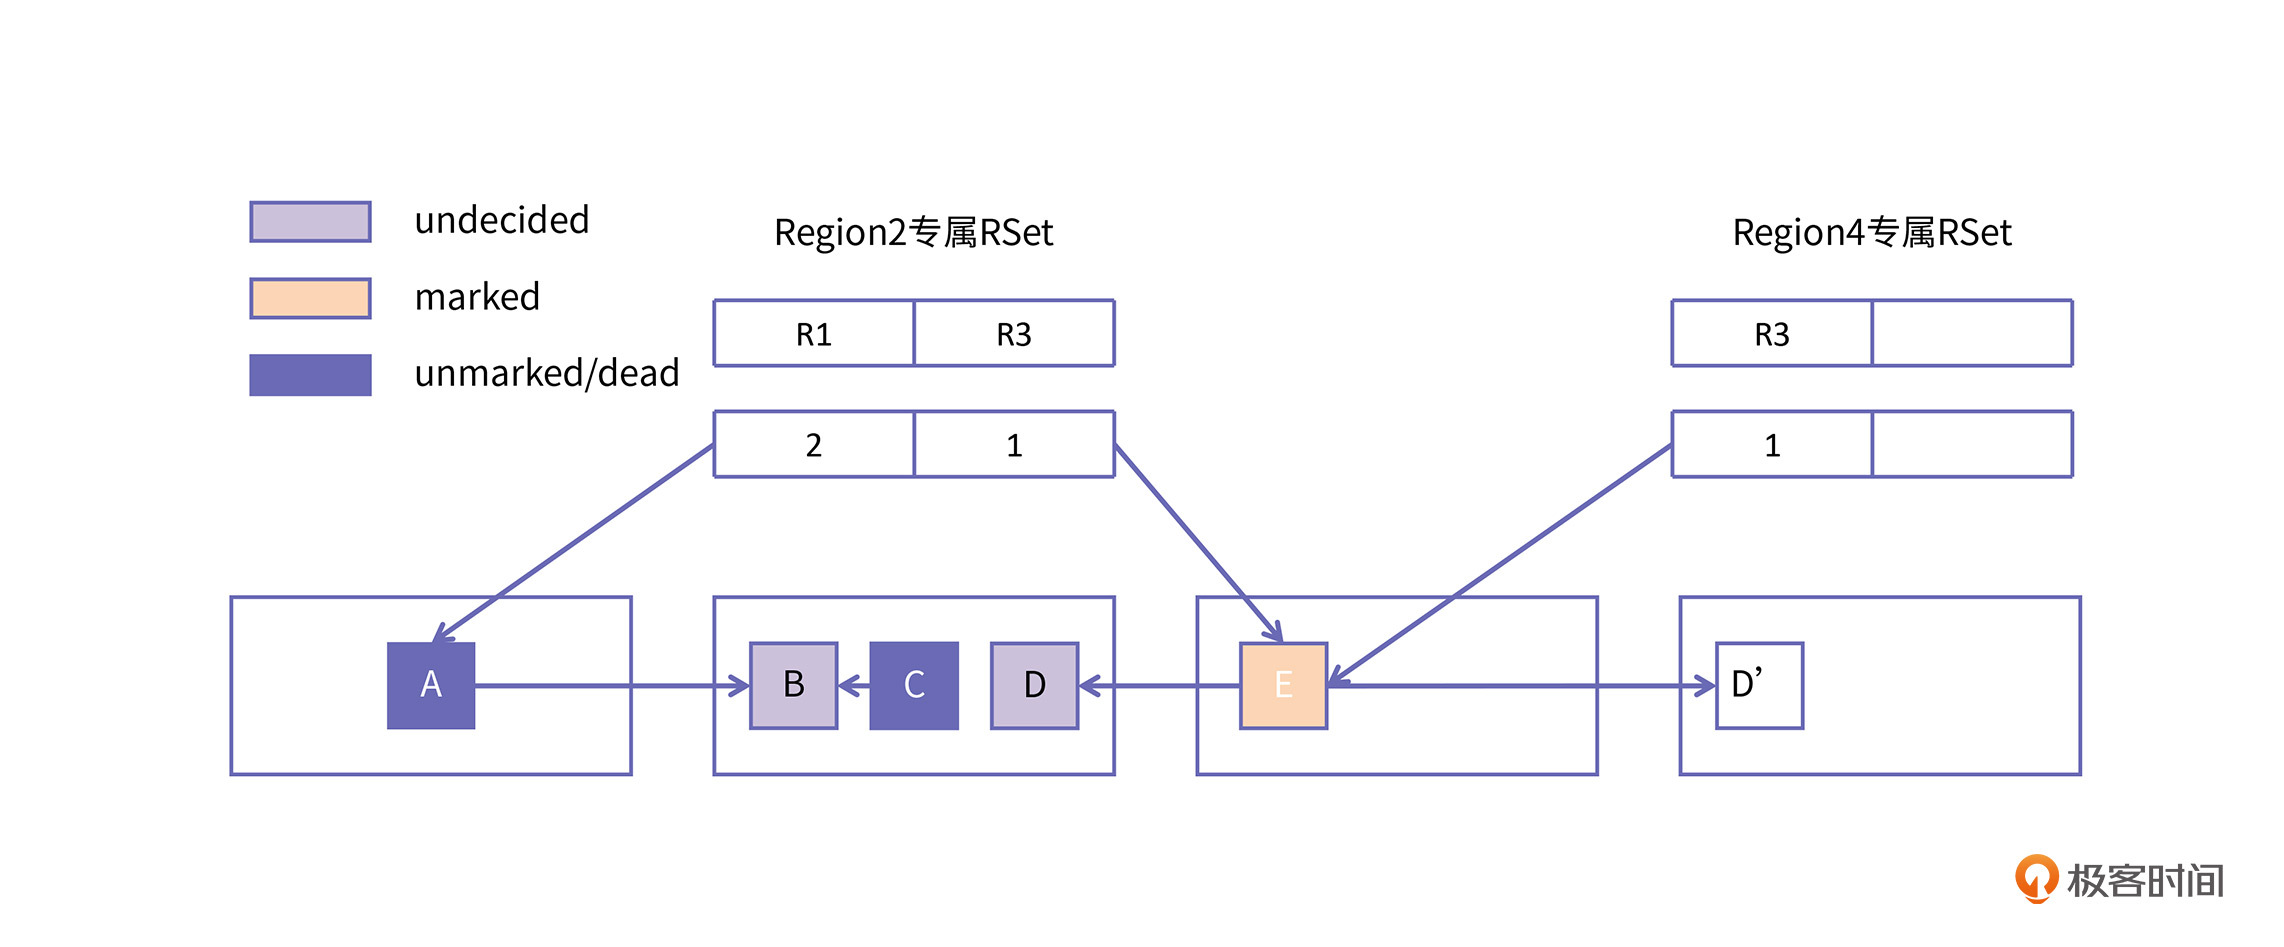 undecided
marked
unmarked/dead
Region2专属RSet
R1 R3
2 1
Region4专属RSet
R3
1
A
B
C
D
E
D’
极客时间